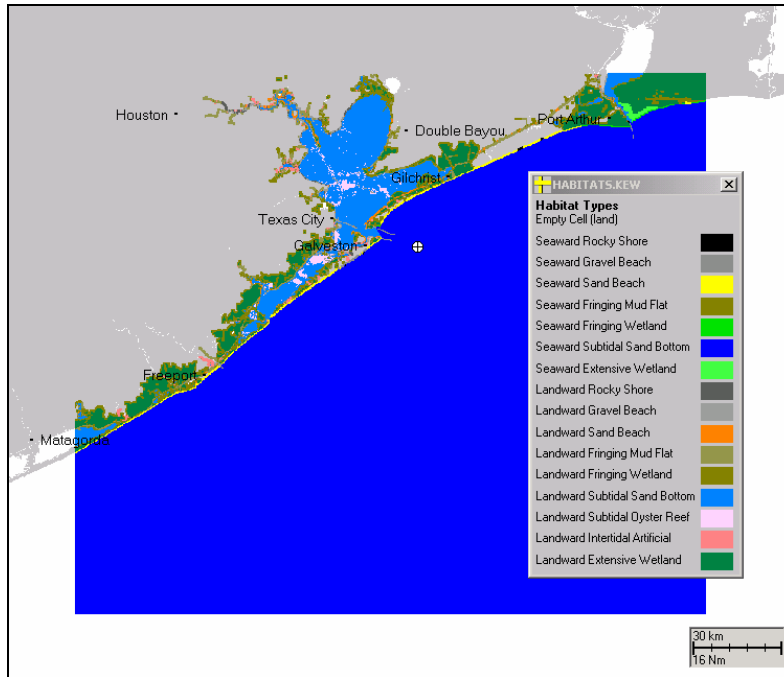 Houston
Double Bayou
Port Arthur
Gilchrist
Texas City
Galveston
Freeport
Matagorda
HABITATS.KEW
Habitat Types
Empty Cell (land)
Seaward Rocky Shore
Seaward Gravel Beach
Seaward Sand Beach
Seaward Fringing Mud Flat
Seaward Fringing Wetland
Seaward Subtidal Sand Bottom
Seaward Extensive Wetland
Landward Rocky Shore
Landward Gravel Beach
Landward Sand Beach
Landward Fringing Mud Flat
Landward Fringing Wetland
Landward Subtidal Sand Bottom
Landward Subtidal Oyster Reef
Landward Intertidal Artificial
Landward Extensive Wetland
30 km
16 Nm